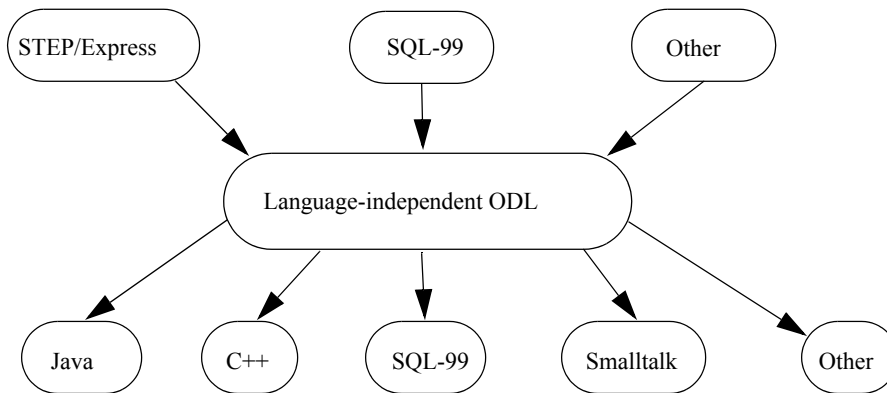 STEP/Express
SQL-99
Other
Language-independent ODL
Java
C++
SQL-99
Smalltalk
Other